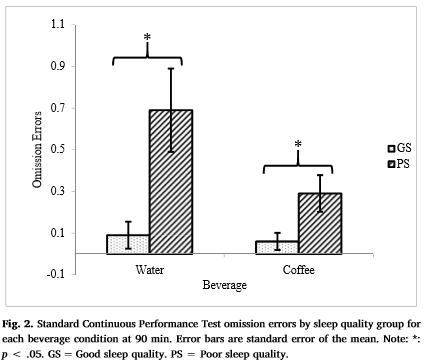 1.1
*
0.9
0.7
*
GS
PS
0.5
0.3
0.1
-0.1
Omission Errors
Water
Coffee
Beverage
Fig. 2. Standard Continuous Performance Test omission errors by sleep quality group for
each beverage condition at 90 min. Error bars are standard error of the mean. Note: *:
p < .05. GS = Good sleep quality. PS = Poor sleep quality.